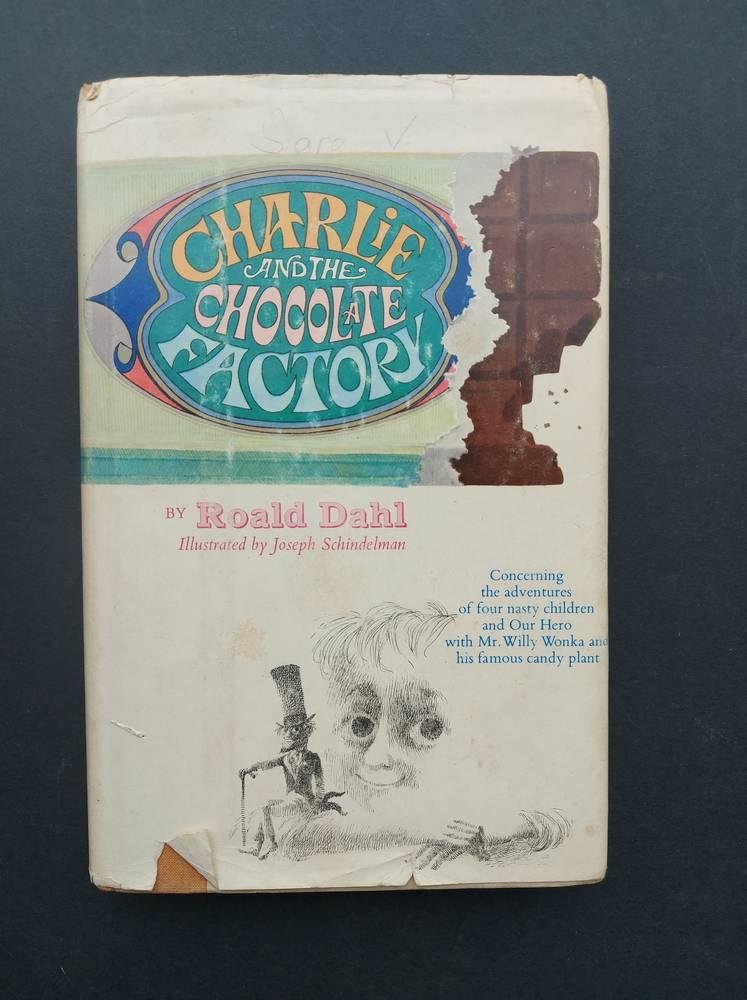 Sara V.
CHARLiE
AND THE
CHOCOLATE
FACTORY
BY Roald Dahl
Illustrated by Joseph Schindelman
Concerning
the adventures
of four nasty children
and Our Hero
with Mr. Willy Wonka and
his famous candy plant